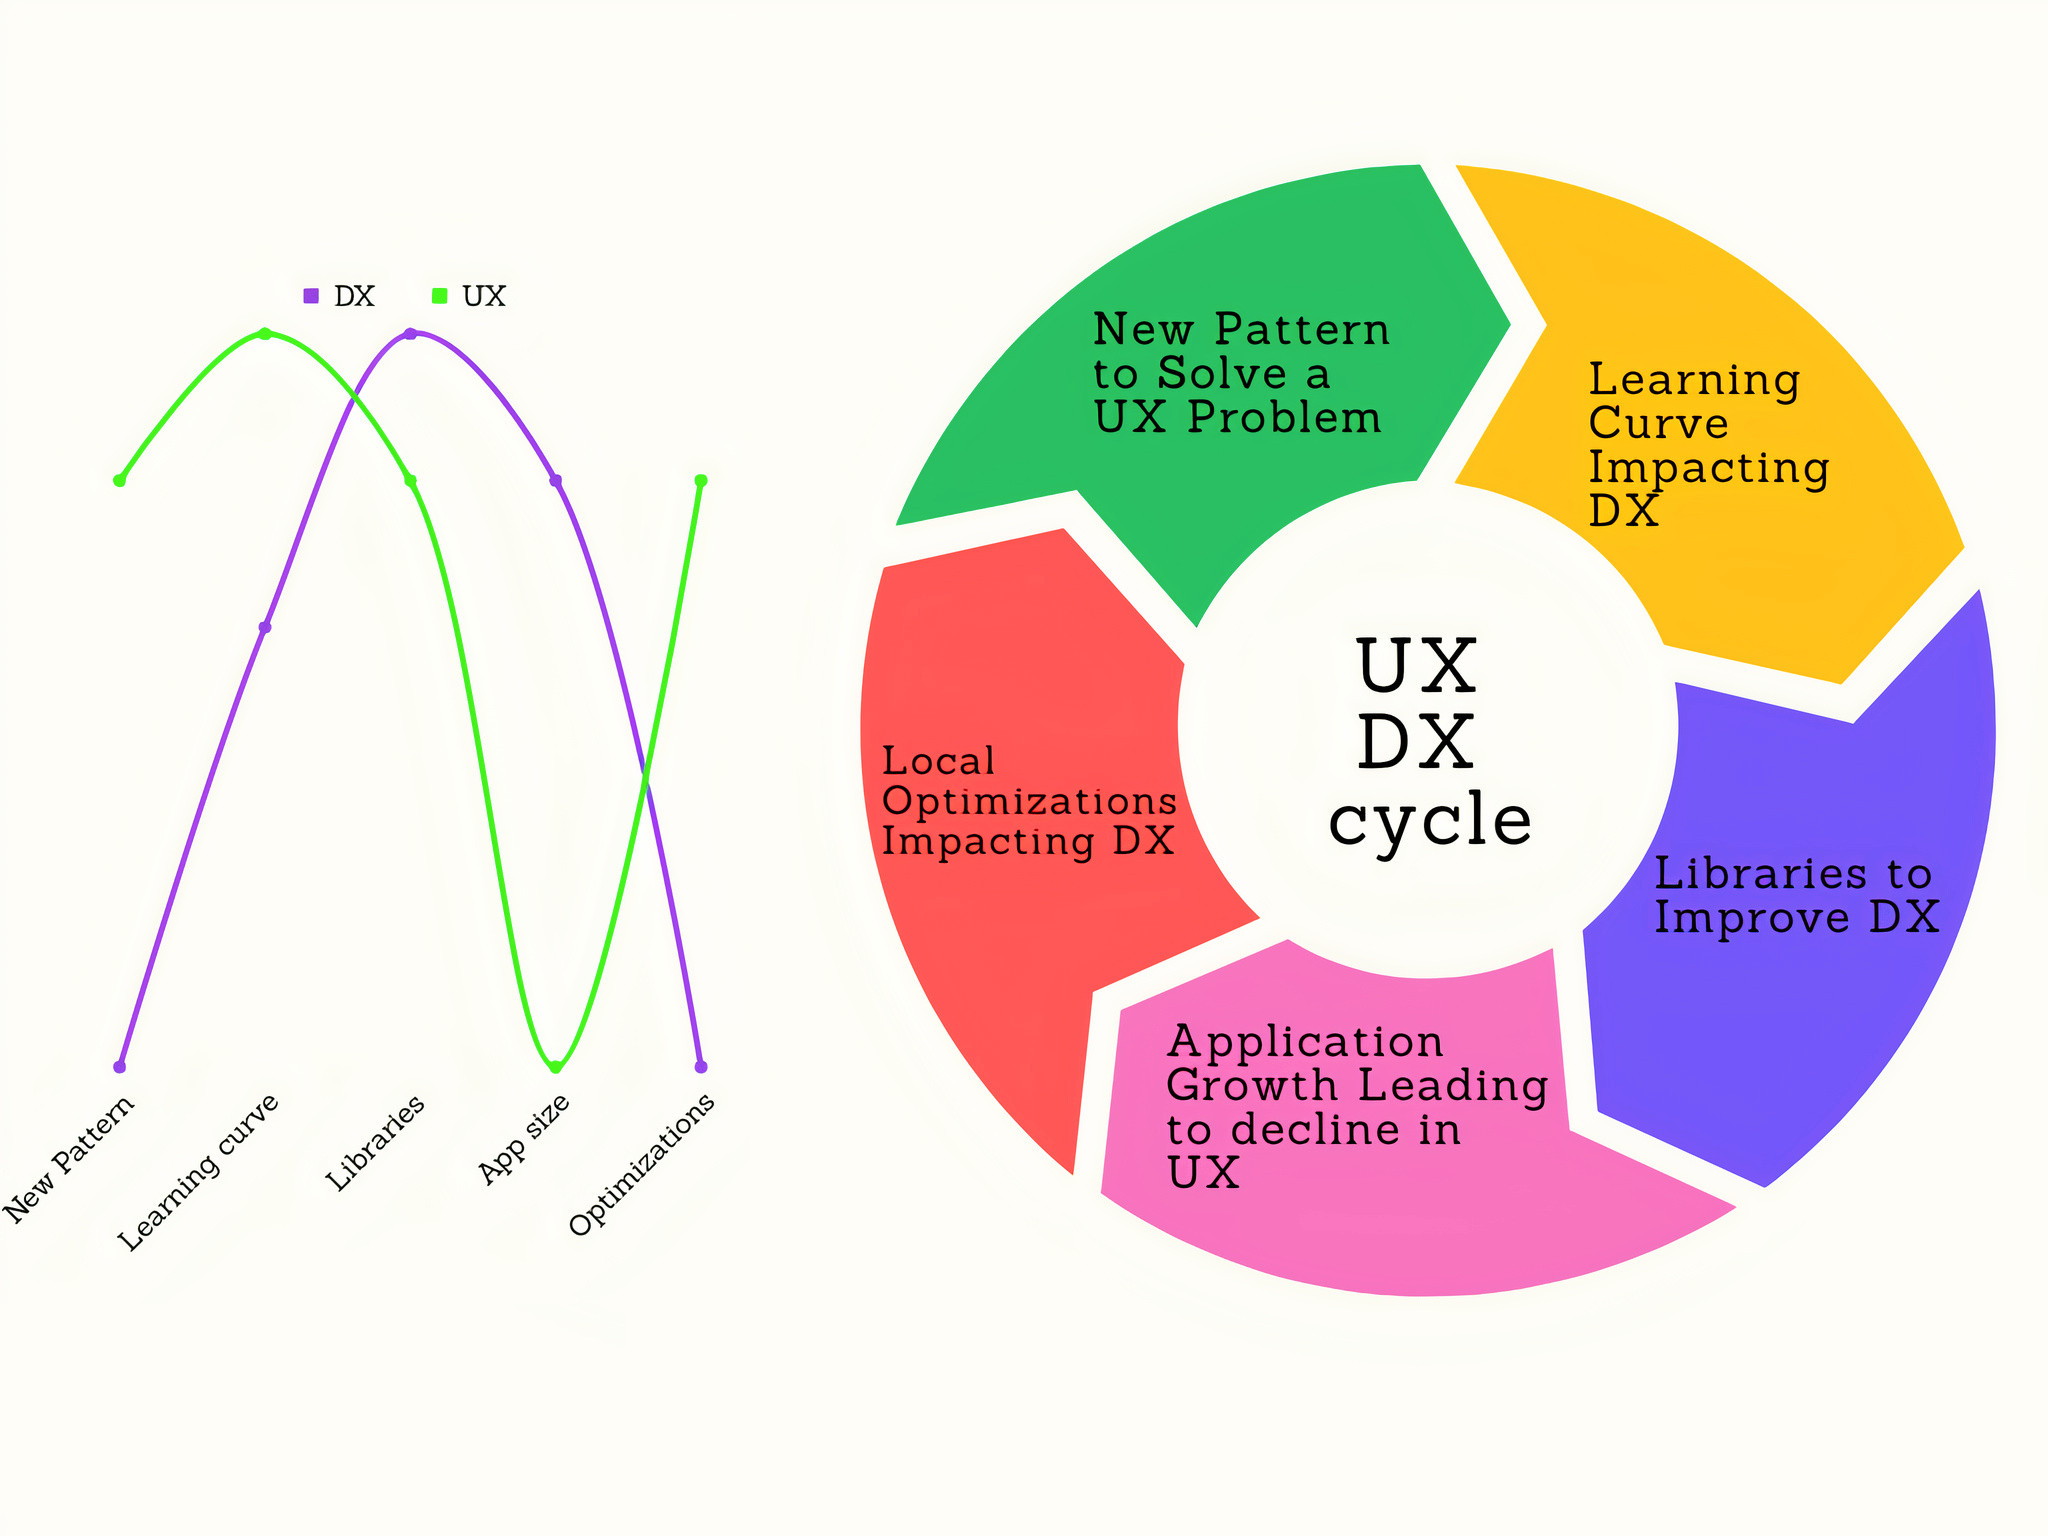 DX
UX
New Pattern
Learning curve
Libraries
App size
Optimizations
New Pattern
to Solve a
UX Problem
Learning
Curve
Impacting
DX
Libraries to
Improve DX
Application
Growth Leading
to decline in
UX
Local
Optimizations
Impacting DX
UX
DX
cycle